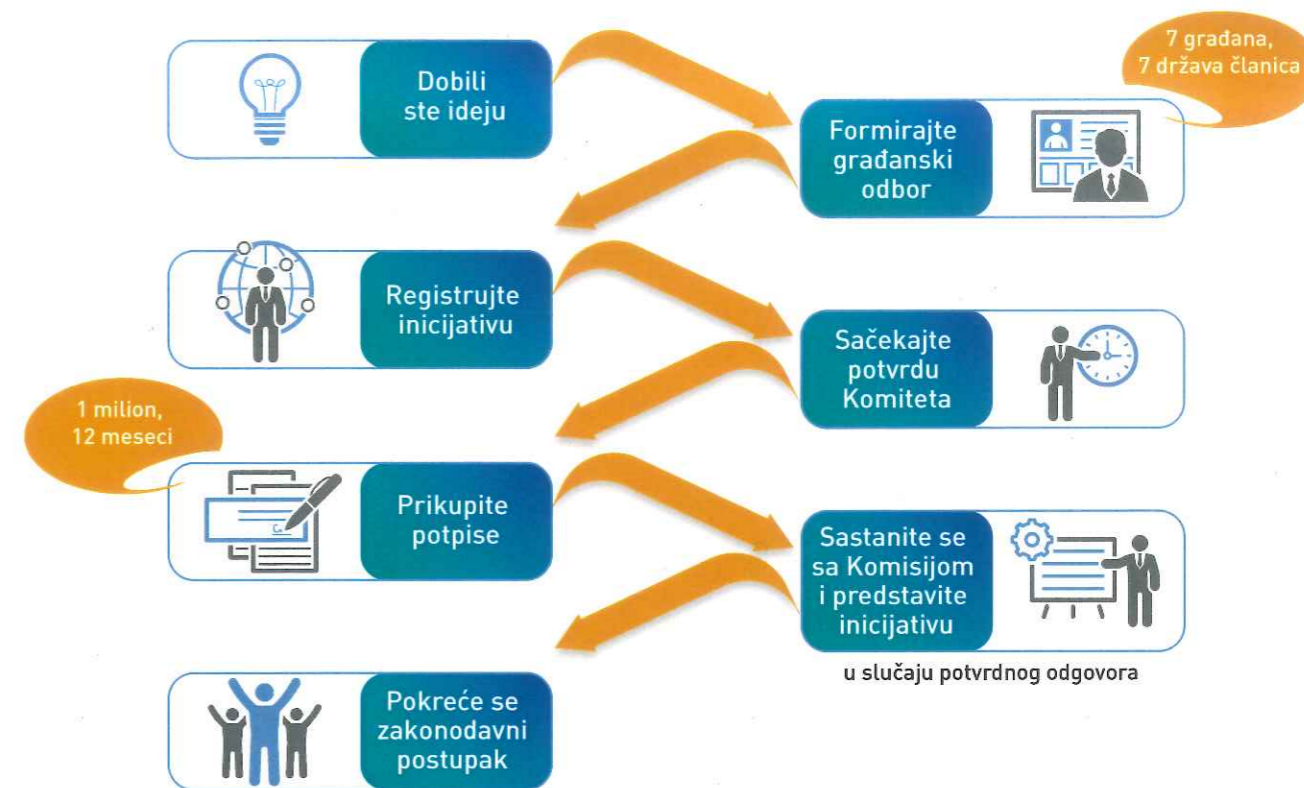 Dobili
ste ideju
7 građana,
7 država članica
Formirajte
građanski
odbor
Registrujte
inicijativu
Sačekajte
potvrdu
Komiteta
1 milion,
12 meseci
Prikupite
potpise
Sastanite se
sa Komisijom
i predstavite
inicijativu
u slučaju potvrdnog odgovora
Pokreće se
zakonodavni
postupak